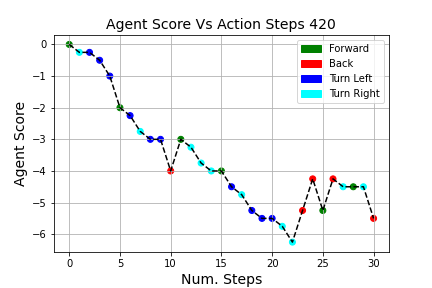 Agent Score Vs Action Steps 420
Forward
Back
Turn Left
Turn Right
Agent Score
0
−1
−2
−3
−4
−5
−6
0 5 10 15 20 25 30
Num. Steps